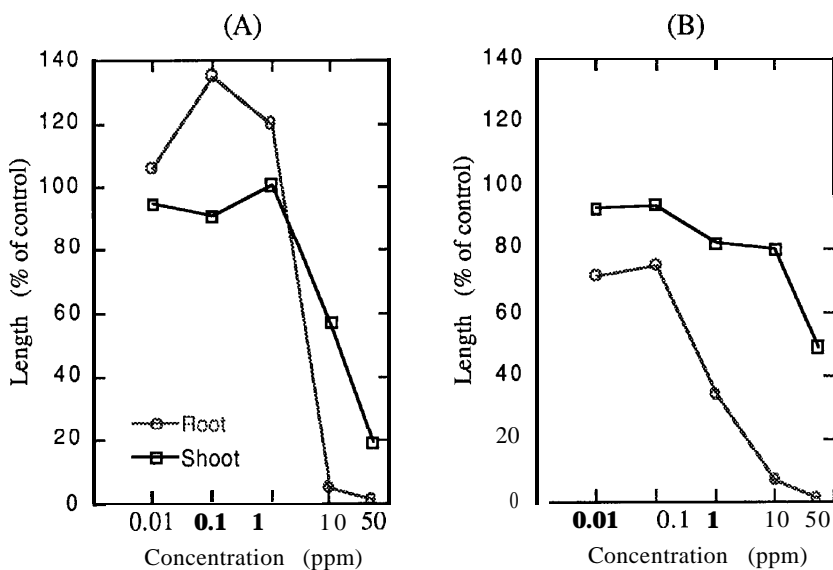 (A)
140
120
100
80
60
40
20
0
Length (% of control)
Root
Shoot
0.01 0.1 1 10 50
Concentration (ppm)
(B)
140
120
100
80
60
40
20
0
Length (% of control)
0.01 0.1 1 10 50
Concentration (ppm)